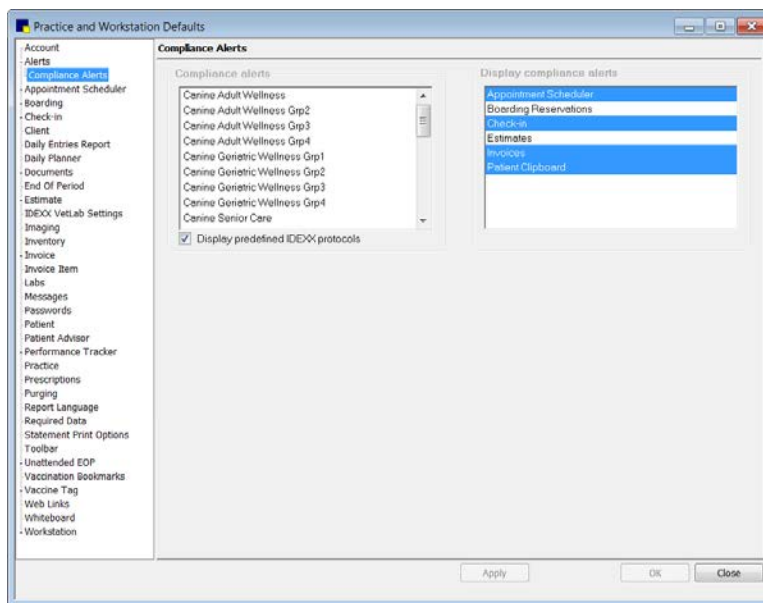 Practice and Workstation Defaults
Account
Alerts
Compliance Alerts
Appointment Scheduler
Boarding
Check-in
Client
Daily Entries Report
Daily Planner
Documents
End Of Period
Estimate
IDEXX VetLab Settings
Imaging
Inventory
Invoice
Invoice Item
Labs
Messages
Passwords
Patient
Patient Advisor
Performance Tracker
Practice
Prescriptions
Purging
Report Language
Required Data
Statement Print Options
Toolbar
Unattended EOP
Vaccination Bookmarks
Vaccine Tag
Web Links
Whiteboard
Workstation
Compliance Alerts
Compliance alerts
Canine Adult Wellness
Canine Adult Wellness Grp2
Canine Adult Wellness Grp3
Canine Adult Wellness Grp4
Canine Geriatric Wellness Grp1
Canine Geriatric Wellness Grp2
Canine Geriatric Wellness Grp3
Canine Geriatric Wellness Grp4
Canine Senior Care
Display predefined IDEXX protocols
Display compliance alerts
Appointment Scheduler
Boarding Reservations
Check-in
Estimates
Invoices
Patient Clipboard
Apply
OK
Close